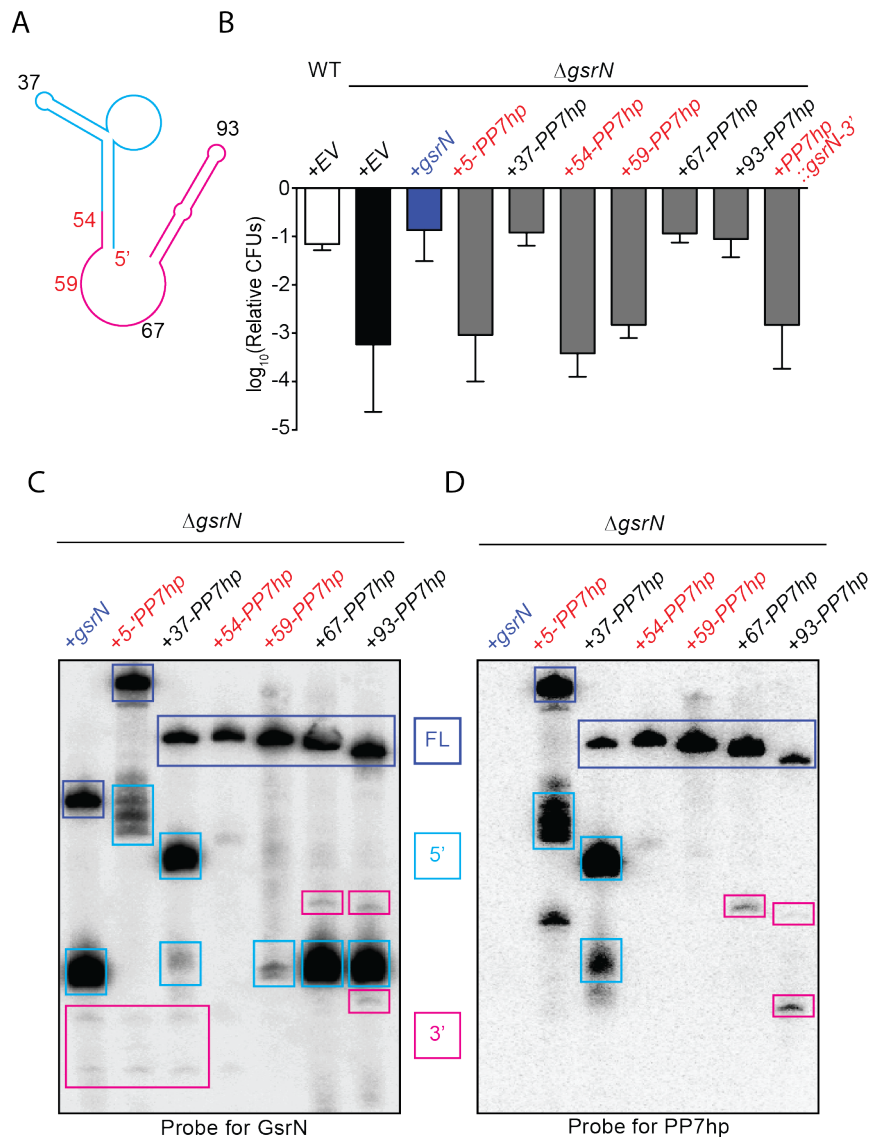 A
B
37
93
54
5'
59
67
WT
ΔgsrN
+EV
+EV
+gsrN
+5-'PP7hp
+37-PP7hp
+54-PP7hp
+59-PP7hp
+67-PP7hp
+93-PP7hp
+PP7hp
::gsrN-3'
0
-1
-2
-3
-4
-5
log10(Relative CFUs)
C
D
ΔgsrN
ΔgsrN
+gsrN
+5-'PP7hp
+37-PP7hp
+54-PP7hp
+59-PP7hp
+67-PP7hp
+93-PP7hp
+gsrN
+5-'PP7hp
+37-PP7hp
+54-PP7hp
+59-PP7hp
+67-PP7hp
+93-PP7hp
FL
5'
3'
Probe for GsrN
Probe for PP7hp